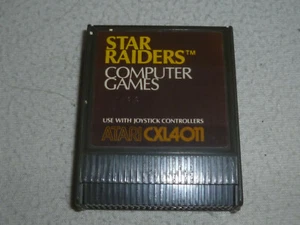 STAR
RAIDERS™
COMPUTER
GAMES
USE WITH JOYSTICK CONTROLLERS
ATARI CXL4011